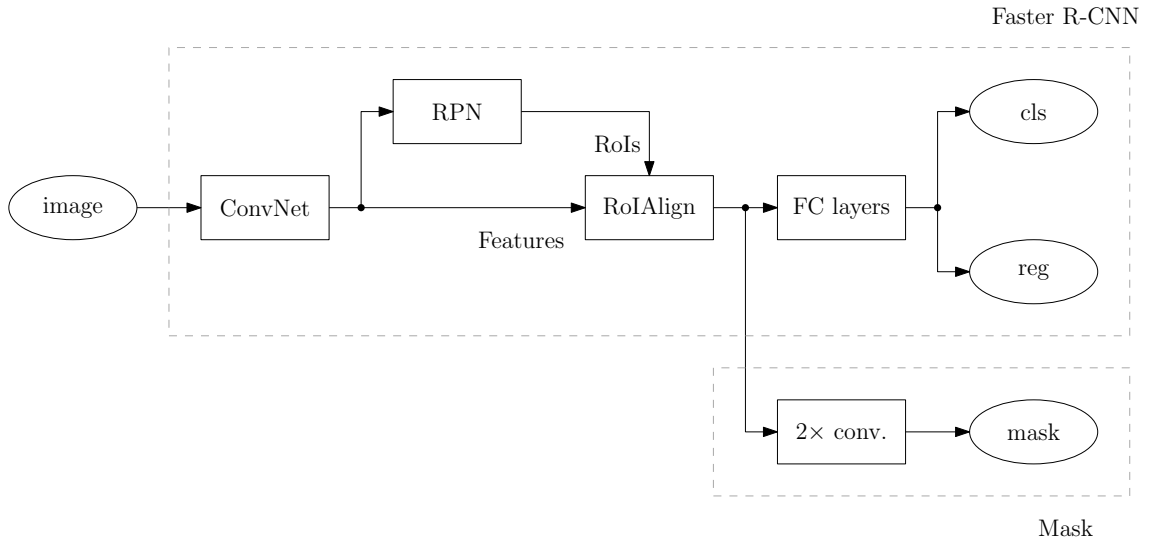 Faster R-CNN
RPN
cls
RoIs
image
ConvNet
RoIAlign
FC layers
Features
reg
2× conv.
mask
Mask